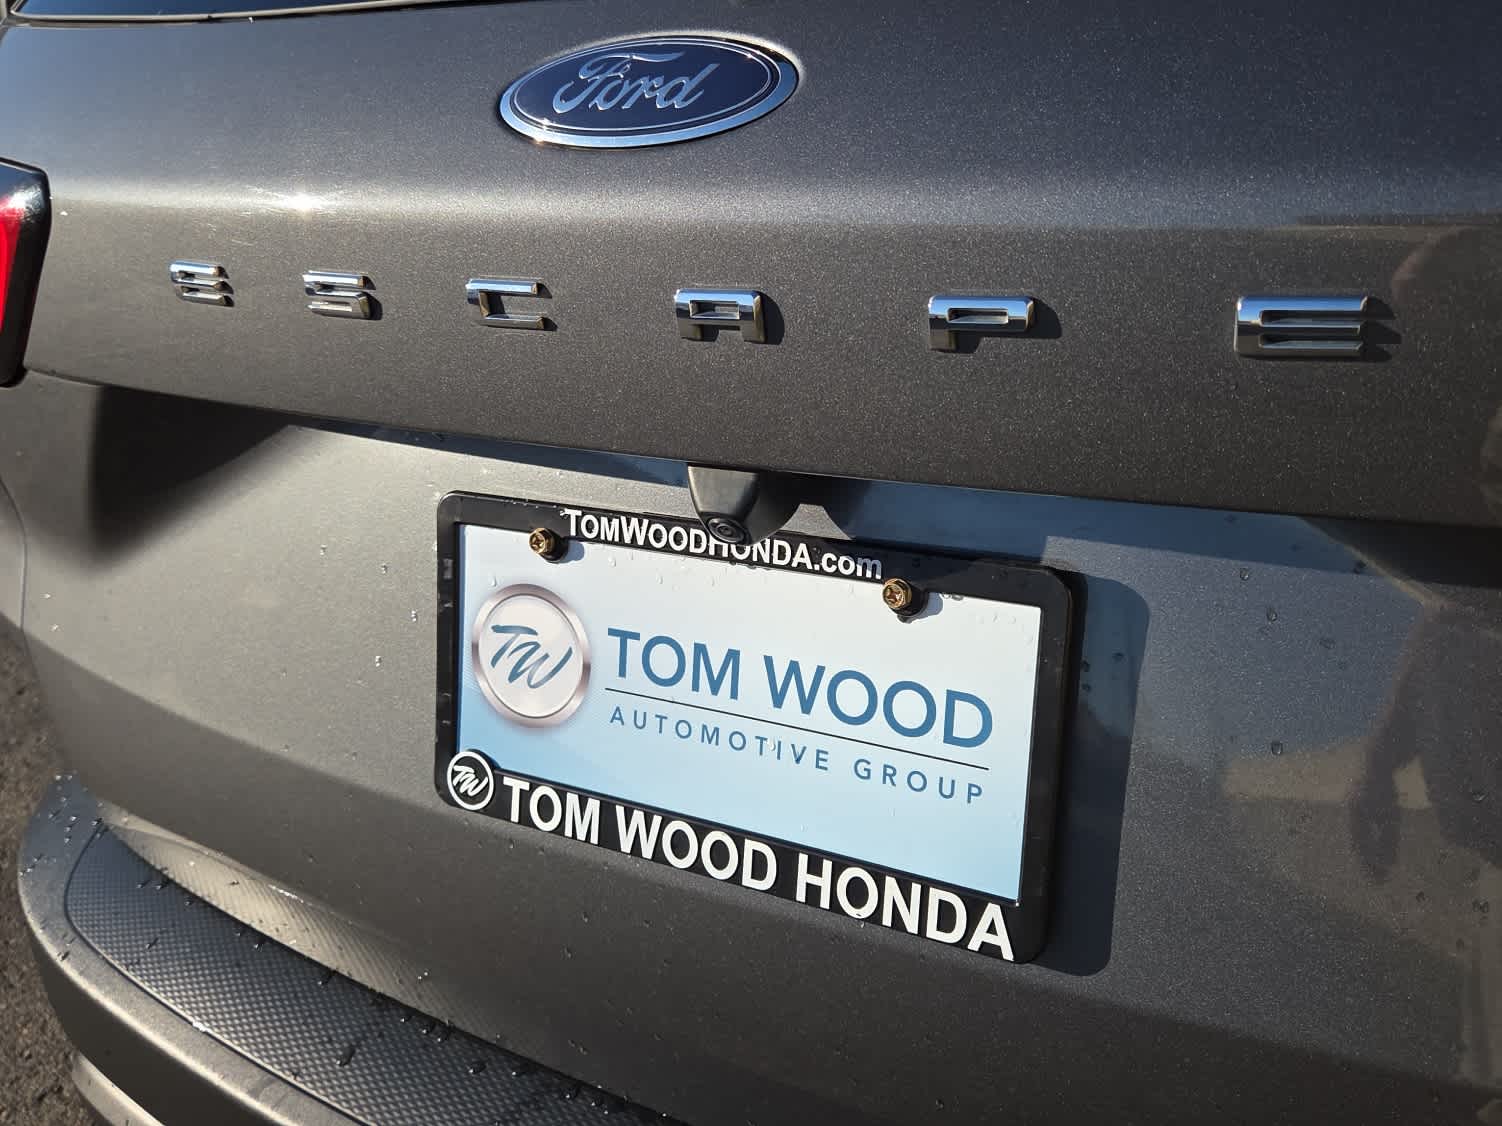 Ford
ESCAPE
TOMWOODHONDA.com
TW
TOM WOOD
AUTOMOTIVE GROUP
TW TOM WOOD HONDA